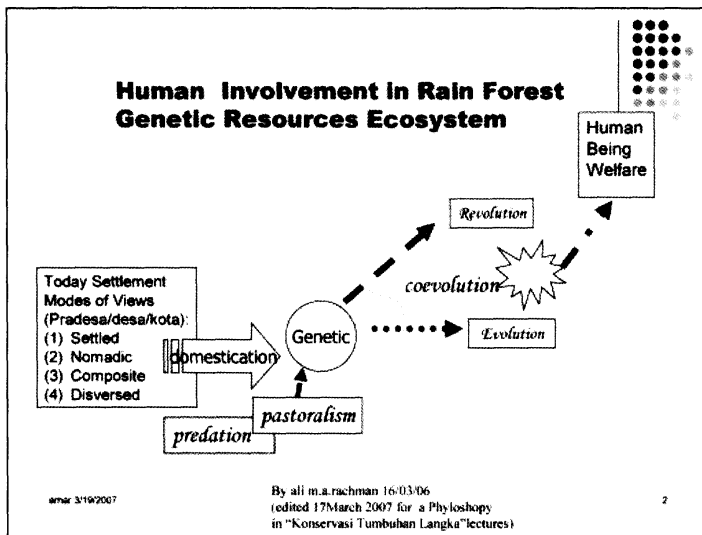 Human Involvement in Rain Forest
Genetic Resources Ecosystem
Human
Being
Welfare
Revolution
coevolution
Evolution
Today Settlement
Modes of Views
(Pradesa/desa/kota):
(1) Settled
(2) Nomadic
(3) Composite
(4) Disversed
domestication
Genetic
pastoralism
predation
3/19/2007
By ali m.a.rachman 16/03/06
(edited 17March 2007 for a Phyloshopy
in "Konservasi Tumbuhan Langka"lectures)
2